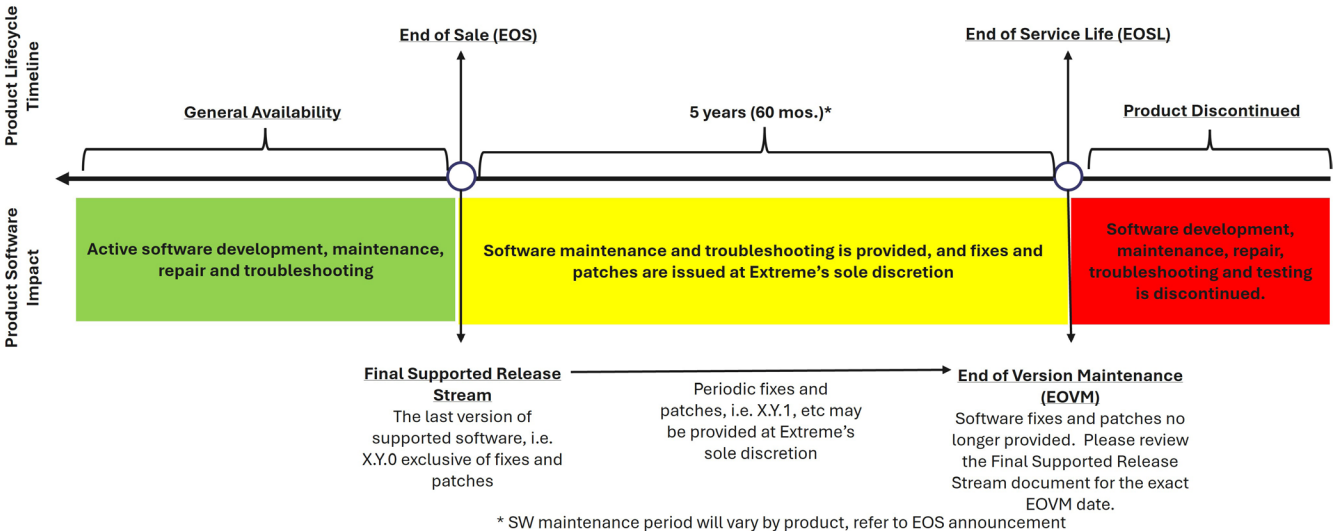 Product Lifecycle
Timeline
End of Sale (EOS)
End of Service Life (EOSL)
General Availability
5 years (60 mos.)*
Product Discontinued
Product Software
Impact
Active software development, maintenance,
repair and troubleshooting
Software maintenance and troubleshooting is provided, and fixes and
patches are issued at Extreme's sole discretion
Software development,
maintenance, repair,
troubleshooting and testing
is discontinued.
Final Supported Release
Stream
The last version of
supported software, i.e.
X.Y.0 exclusive of fixes and
patches
Periodic fixes and
patches, i.e. X.Y.1, etc may
be provided at Extreme's
sole discretion
End of Version Maintenance
(EOVM)
Software fixes and patches no
longer provided.  Please review
the Final Supported Release
Stream document for the exact
EOVM date.
* SW maintenance period will vary by product, refer to EOS announcement